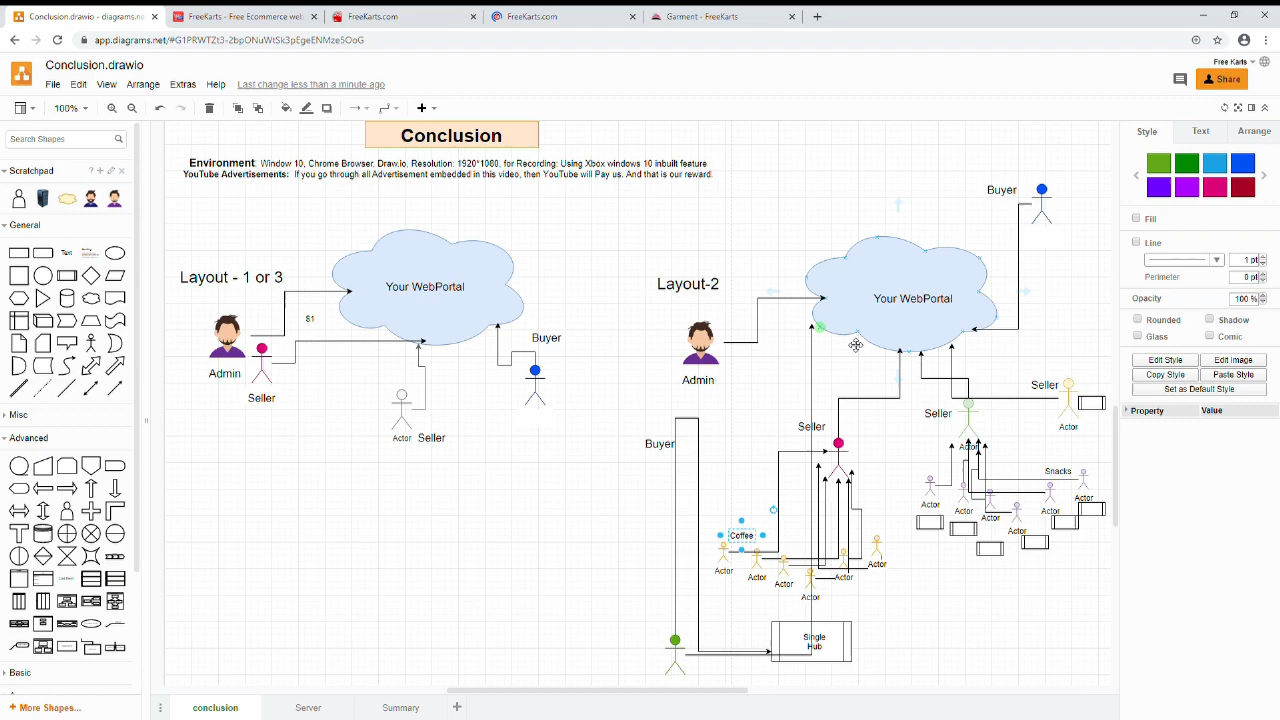 Conclusion.drawio - diagrams.ne
FreeKarts - Free Ecommerce web
FreeKarts.com
FreeKarts.com
Garment - FreeKarts
app.diagrams.net/#G1PRWTZt3-2bpONuWtSk3pEgeENMze5OoG
Conclusion.drawio
Free Karts
File Edit View Arrange Extras Help Last change less than a minute ago
Share
100%
Search Shapes
Scratchpad
General
Text
Misc
Advanced
Basic
+ More Shapes...
Conclusion
Environment: Window 10, Chrome Browser, Draw.io, Resolution: 1920*1080, for Recording: Using Xbox windows 10 inbuilt feature
YouTube Advertisements: If you go through all Advertisement embedded in this video, then YouTube will Pay us. And that is our reward.
Layout - 1 or 3
Your WebPortal
$1
Admin
Seller
Buyer
Actor
Seller
Layout-2
Buyer
Your WebPortal
Admin
Seller
Actor
Seller
Actor
Buyer
Seller
Snacks
Actor
Actor
Actor
Actor
Actor
Actor
Coffee
Actor
Actor
Actor
Actor
Actor
Actor
Single
Hub
conclusion
Server
Summary
Style
Text
Arrange
Fill
Line
1 pt
Perimeter
0 pt
Opacity
100 %
Rounded
Shadow
Glass
Comic
Edit Style
Edit Image
Copy Style
Paste Style
Set as Default Style
Property
Value